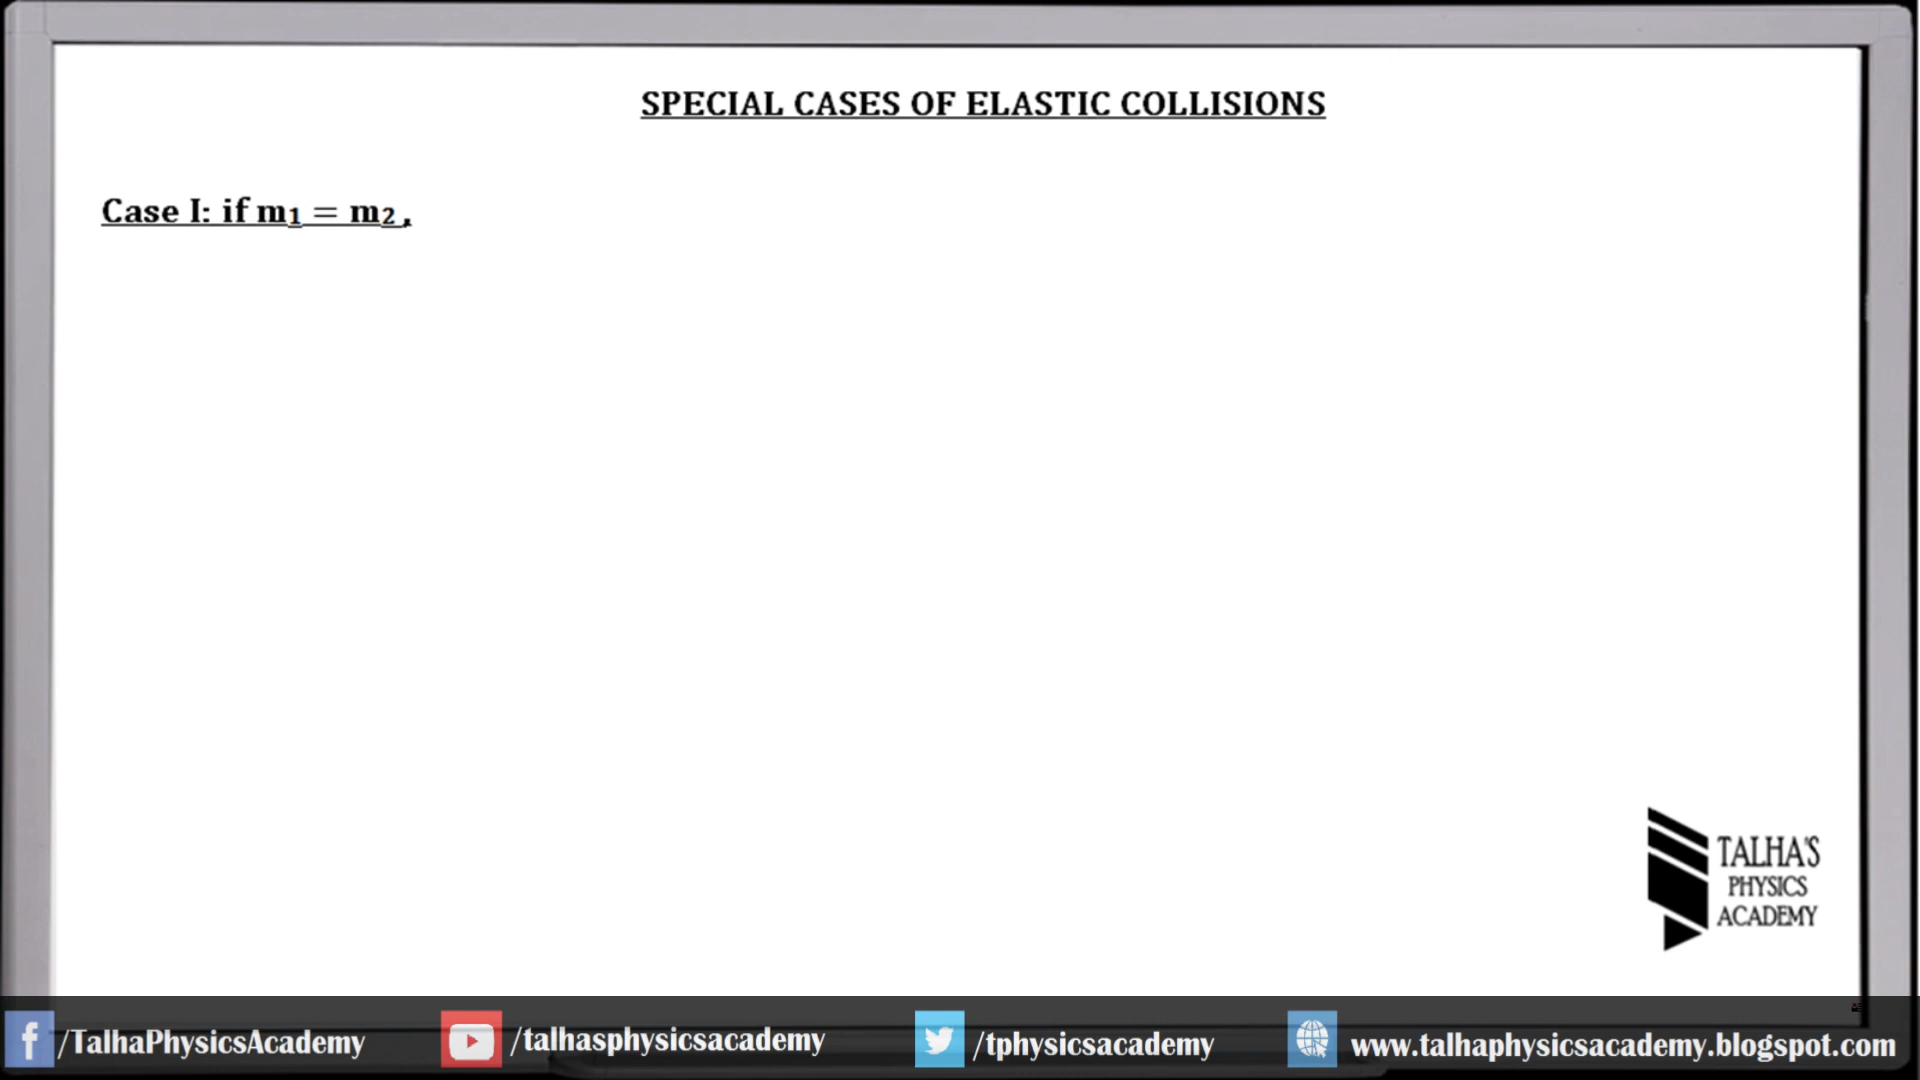 SPECIAL CASES OF ELASTIC COLLISIONS
Case I: if m₁ = m₂ ,
TALHA'S
PHYSICS
ACADEMY
/TalhaPhysicsAcademy
/talhasphysicsacademy
/tphysicsacademy
www.talhaphysicsacademy.blogspot.com